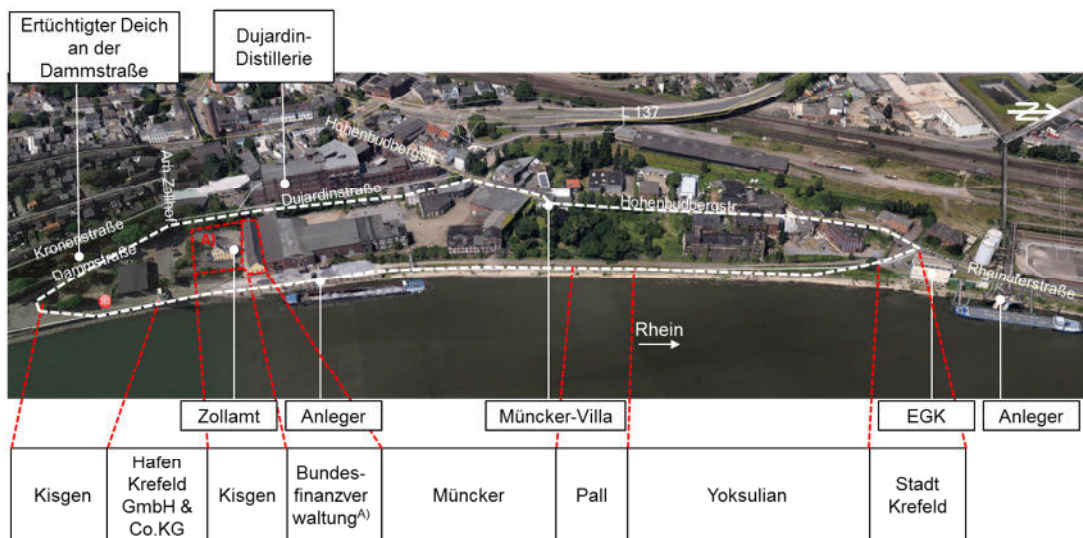 Ertüchtigter Deich
an der
Dammstraße
Dujardin-
Distillerie
L 137
Hohenbudbergstr.
Am Zollhof
Dujardinstraße
Hohenbudbergstr.
Kronenstraße
Dammstraße
A)
Rheinuferstraße
Rhein
Zollamt
Anleger
Müncker-Villa
EGK
Anleger
Kisgen
Hafen
Krefeld
GmbH &
Co.KG
Kisgen
Bundes-
finanzver
waltungA)
Müncker
Pall
Yoksulian
Stadt
Krefeld